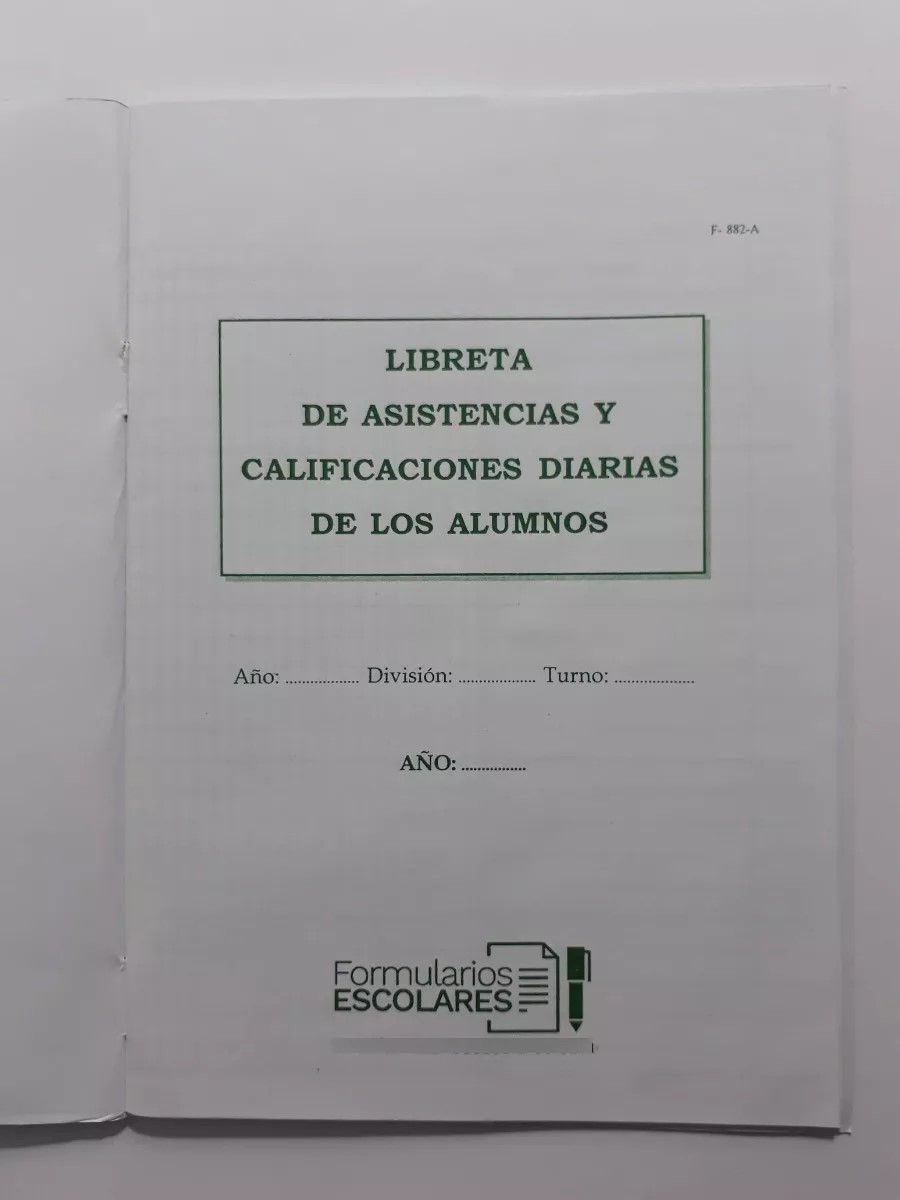 F- 882-A
LIBRETA
DE ASISTENCIAS Y
CALIFICACIONES DIARIAS
DE LOS ALUMNOS
Año: ................. División: .................. Turno: ..................
AÑO: ................
Formularios
ESCOLARES